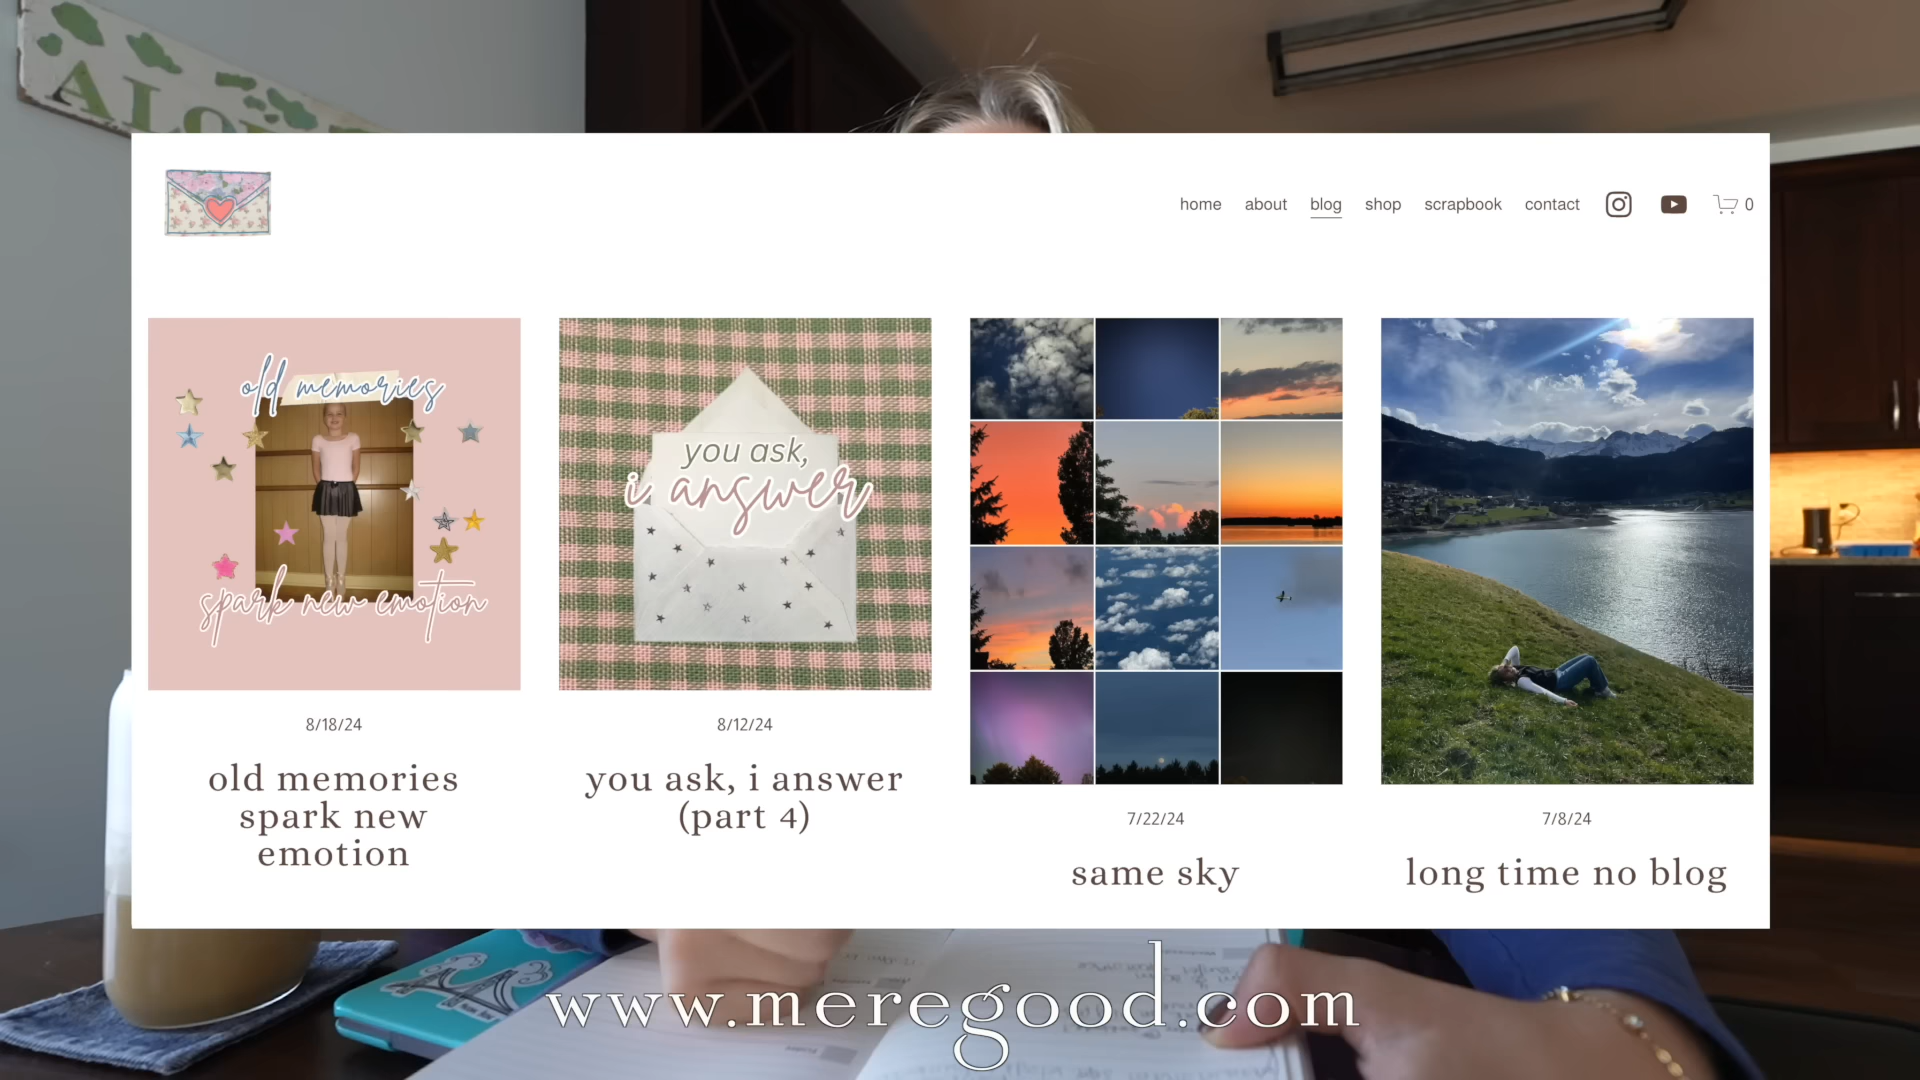 home about blog shop scrapbook contact 0
old memories
spark new emotion
you ask,
i answer
8/18/24
old memories
spark new
emotion
8/12/24
you ask, i answer
(part 4)
7/22/24
same sky
7/8/24
long time no blog
www.meregood.com